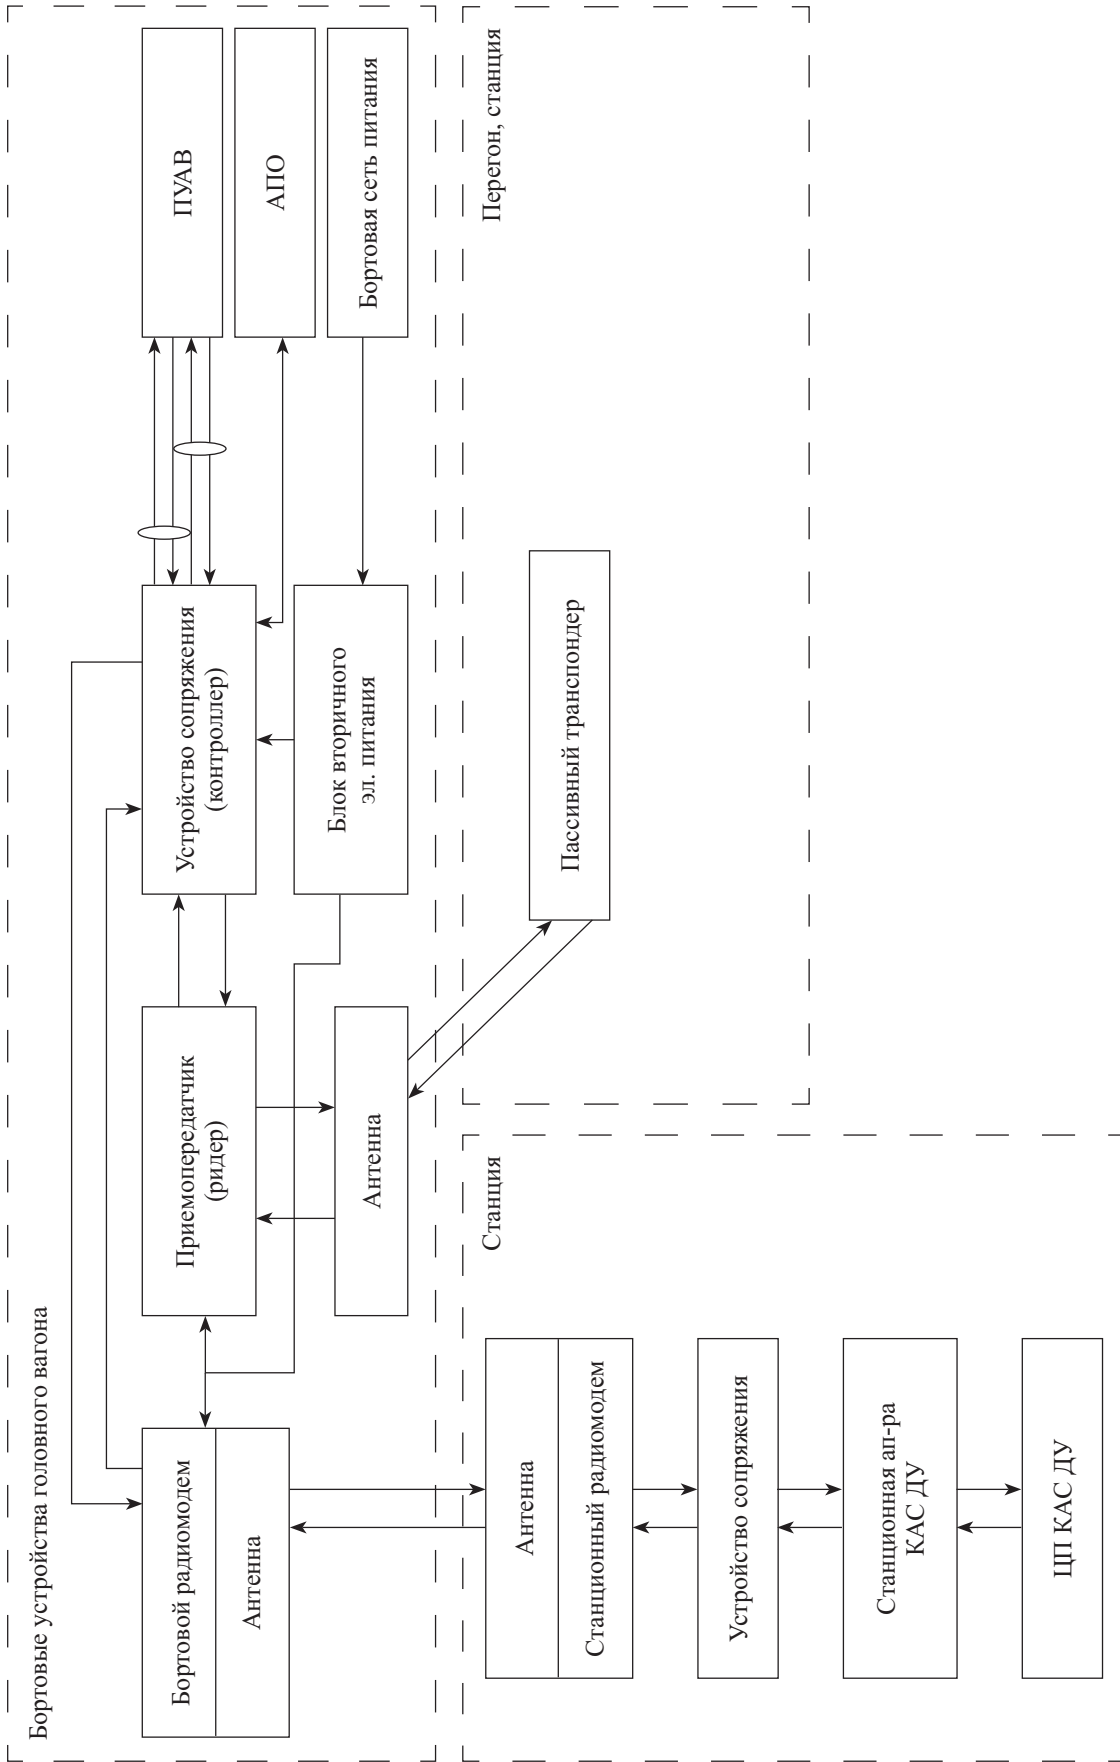 Бортовые устройства головного вагона
Бортовой радиомодем
Антенна
Приемопередатчик
(ридер)
Антенна
Устройство сопряжения
(контроллер)
Блок вторичного
эл. питания
ПУАВ
АПО
Бортовая сеть питания
Станция
Антенна
Станционный радиомодем
Устройство сопряжения
Станционная ап-ра
КАС ДУ
ЦП КАС ДУ
Перегон, станция
Пассивный транспондер